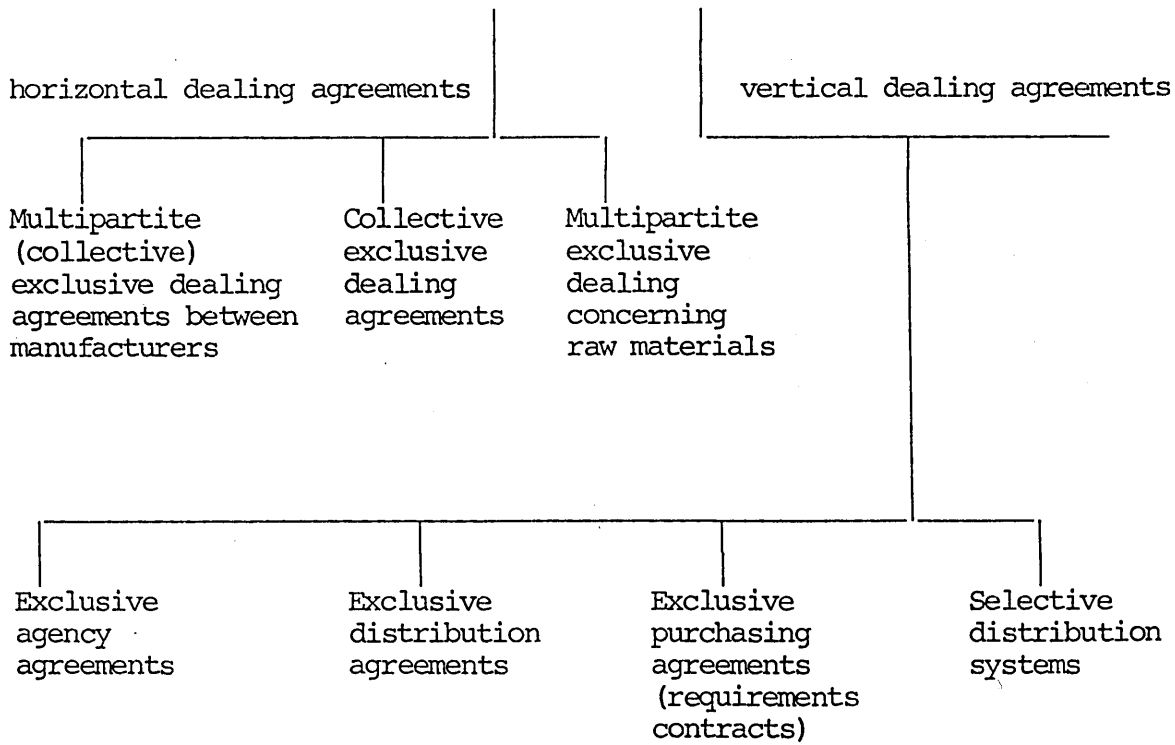 horizontal dealing agreements
vertical dealing agreements
Multipartite
(collective)
exclusive dealing
agreements between
manufacturers
Collective
exclusive
dealing
agreements
Multipartite
exclusive
dealing
concerning
raw materials
Exclusive
agency
agreements
Exclusive
distribution
agreements
Exclusive
purchasing
agreements
(requirements
contracts)
Selective
distribution
systems